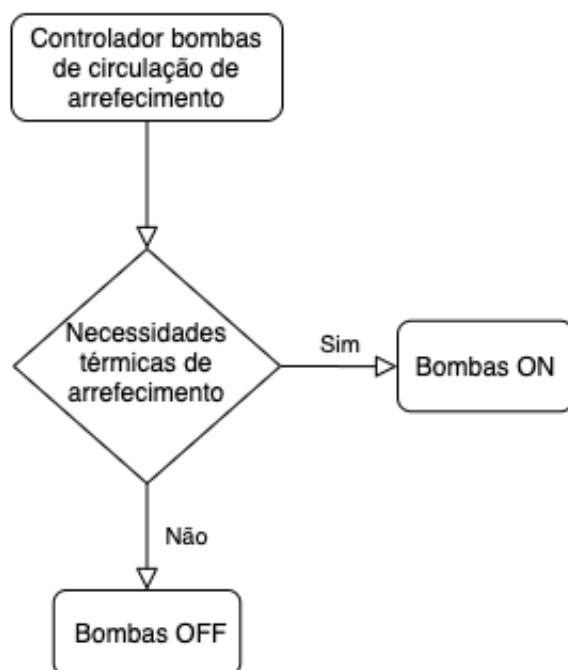 Controlador bombas
de circulação de
arrefecimento
Necessidades
térmicas de
arrefecimento
Sim
Bombas ON
Não
Bombas OFF